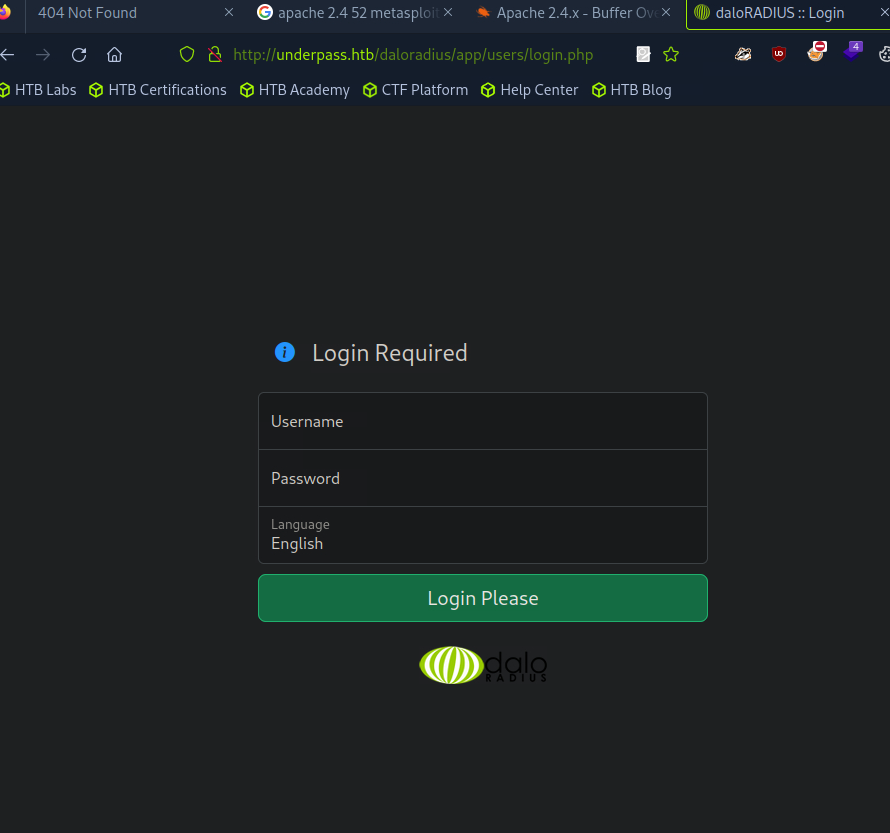 404 Not Found
apache 2.4 52 metasploit
Apache 2.4.x - Buffer Ove
daloRADIUS :: Login
http://underpass.htb/daloradius/app/users/login.php
4
HTB Labs
HTB Certifications
HTB Academy
CTF Platform
Help Center
HTB Blog
Login Required
Username
Password
Language
English
Login Please
dalo
RADIUS